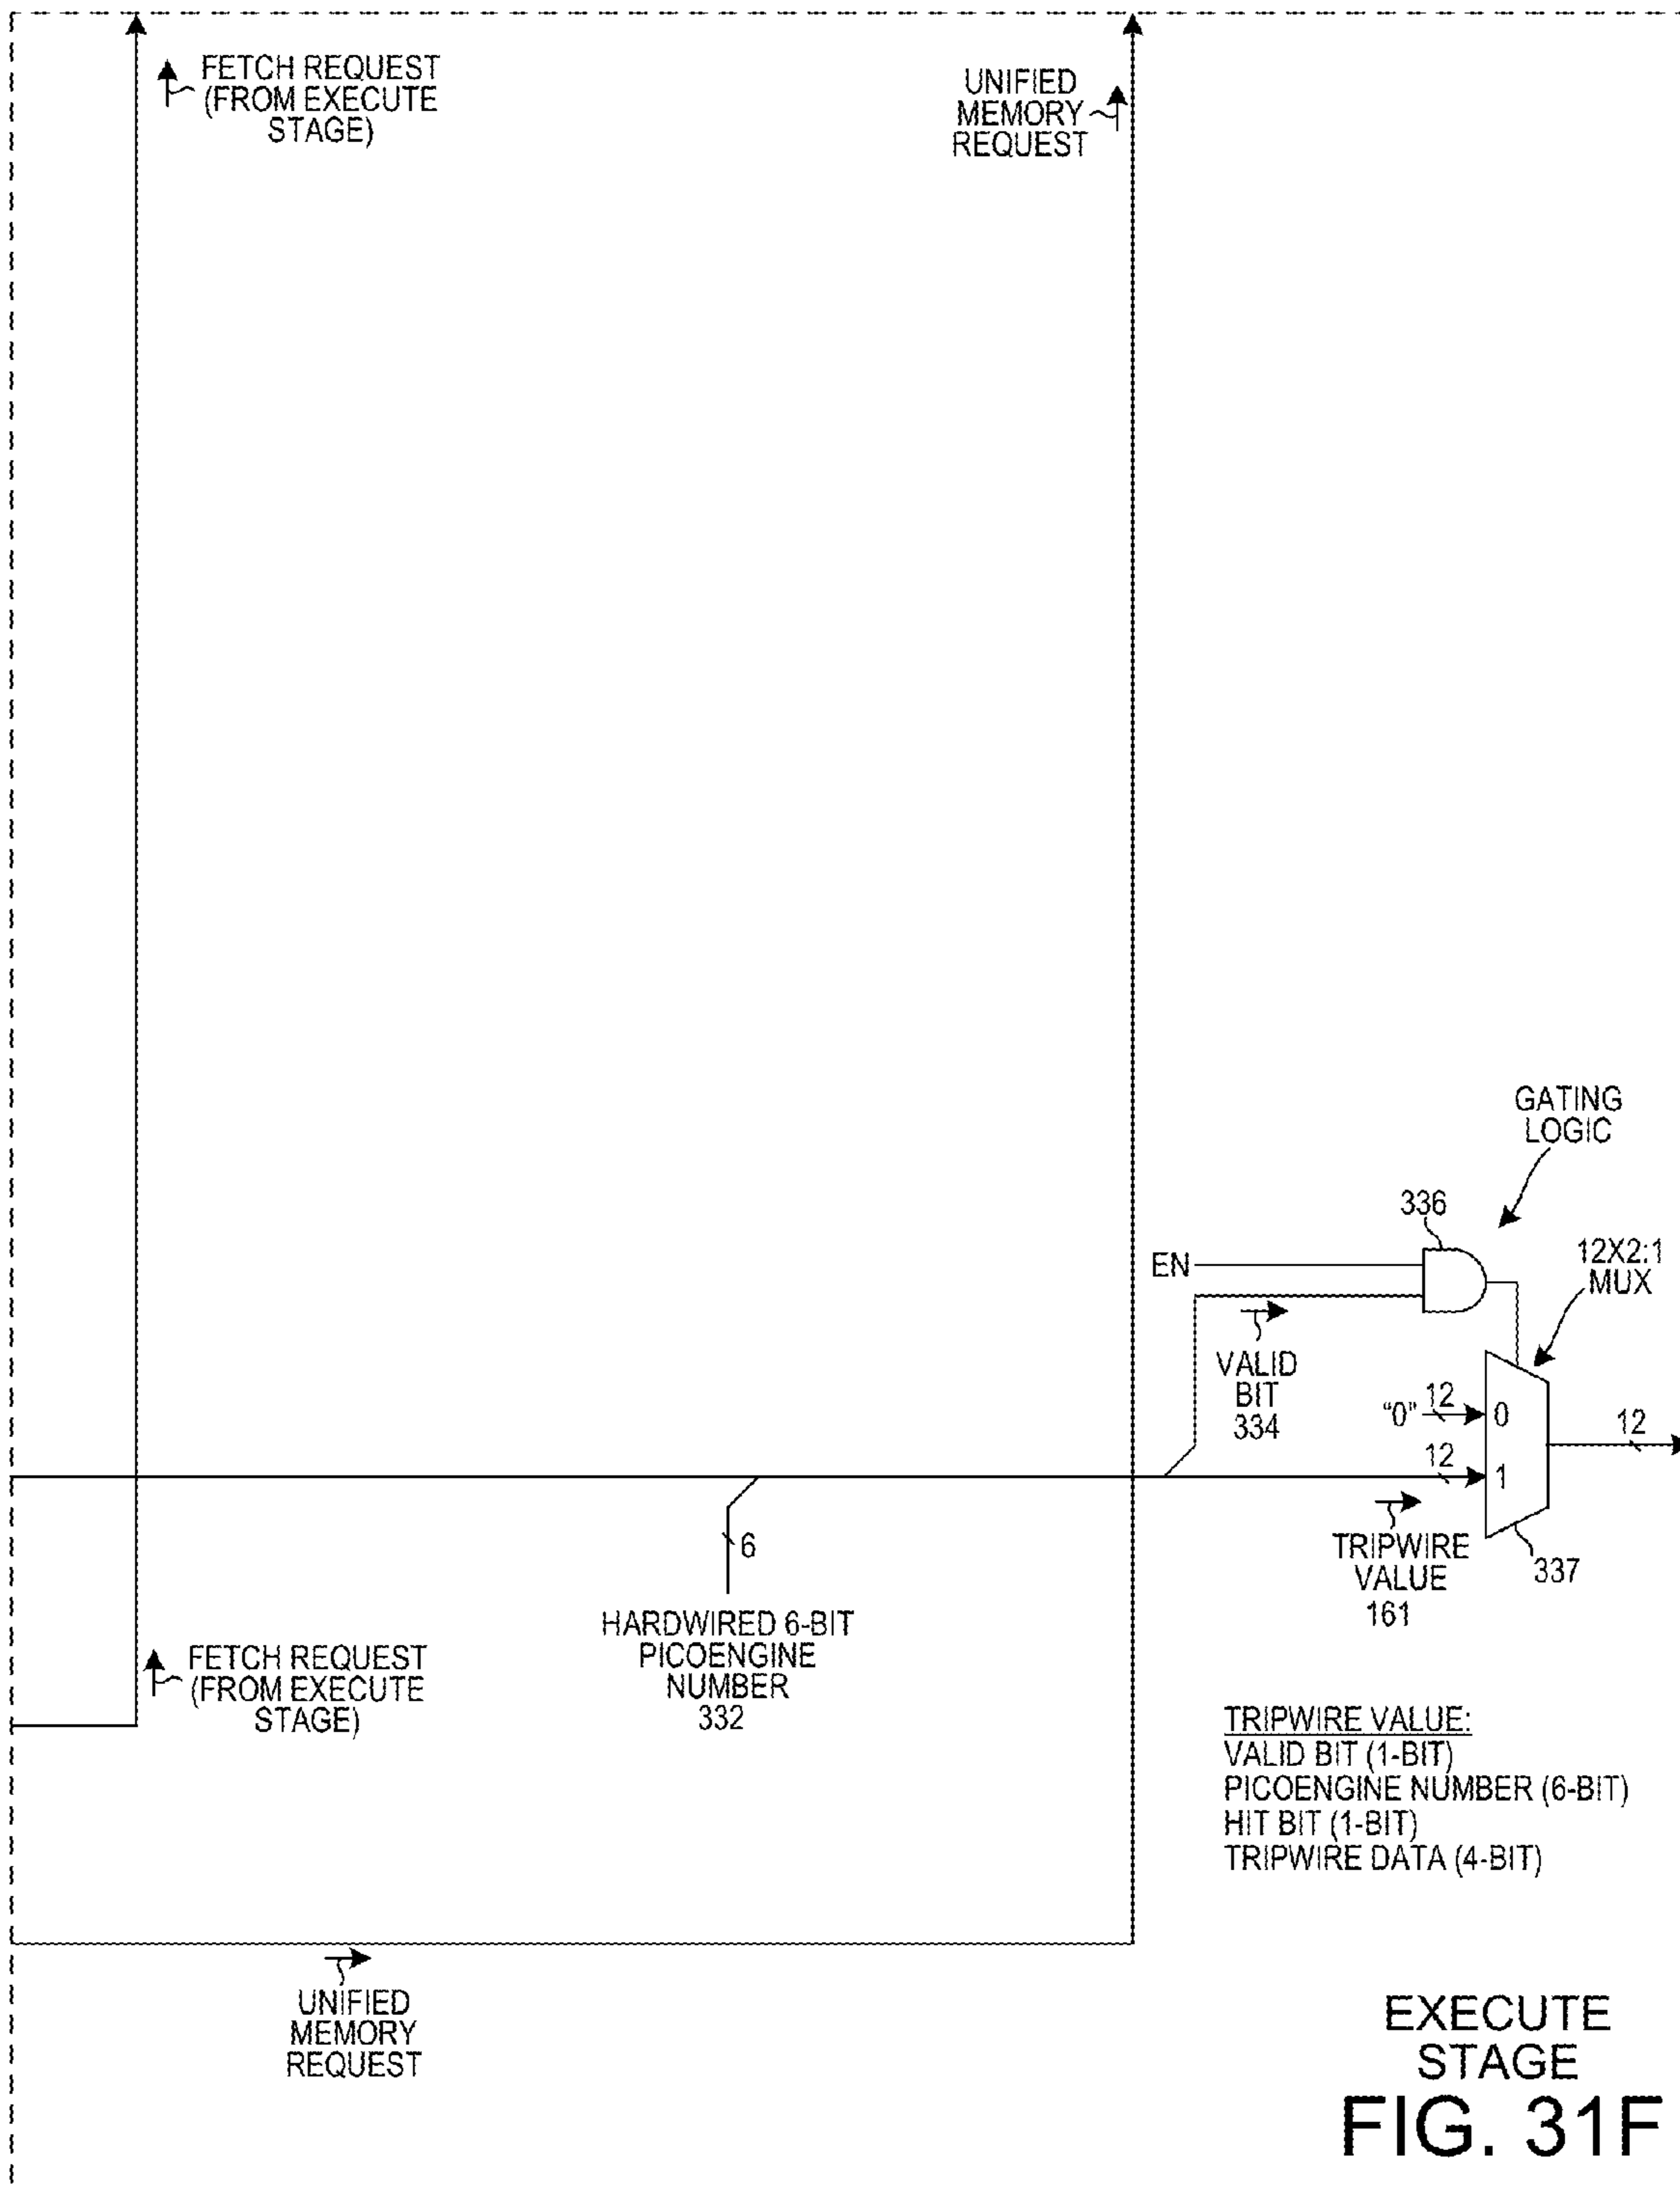 FETCH REQUEST
(FROM EXECUTE
STAGE)
UNIFIED
MEMORY
REQUEST
GATING
LOGIC
336
12X2:1
MUX
EN
VALID
BIT
334
"0"
12
0
12
12
1
TRIPWIRE
VALUE
161
337
6
HARDWIRED 6-BIT
PICOENGINE
NUMBER
332
FETCH REQUEST
(FROM EXECUTE
STAGE)
TRIPWIRE VALUE:
VALID BIT (1-BIT)
PICOENGINE NUMBER (6-BIT)
HIT BIT (1-BIT)
TRIPWIRE DATA (4-BIT)
UNIFIED
MEMORY
REQUEST
EXECUTE
STAGE
FIG. 31F